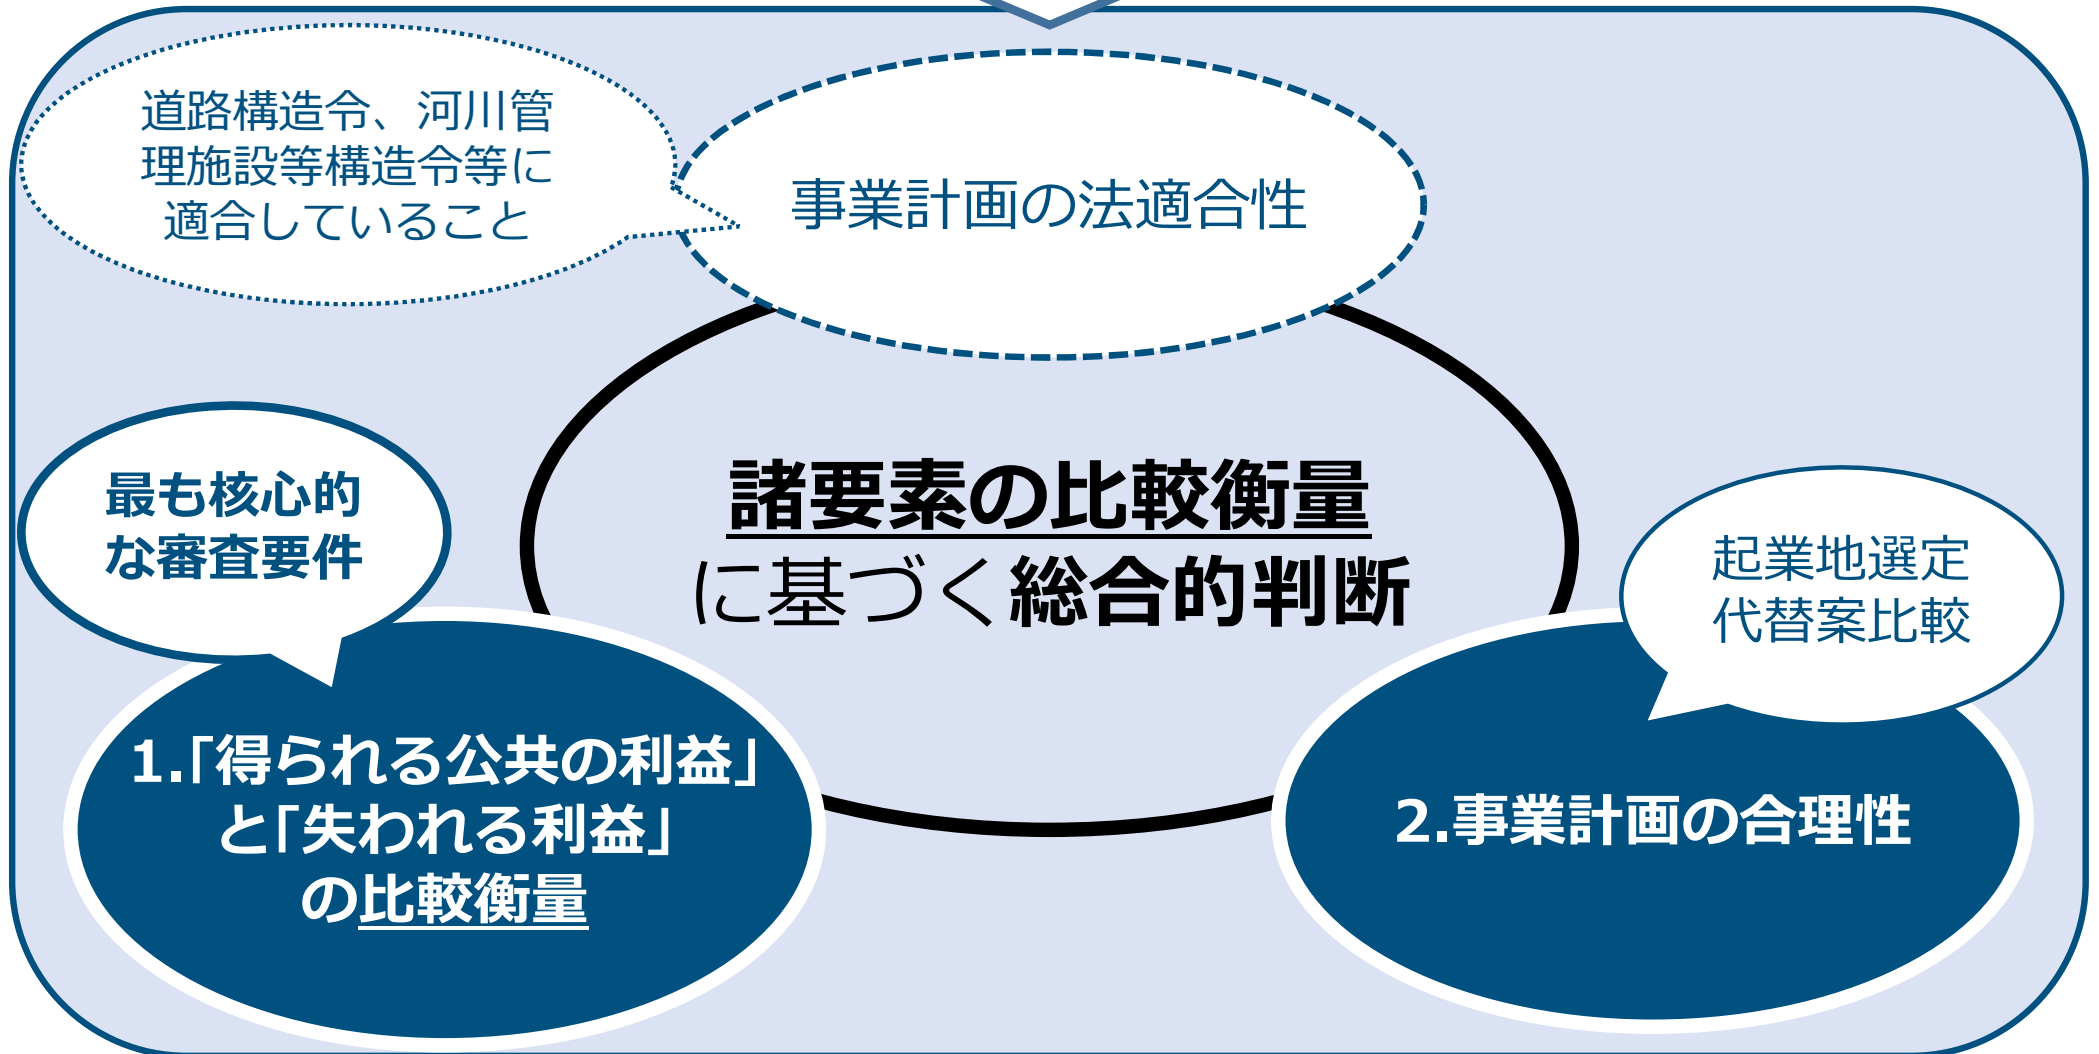 道路構造令、河川管
理施設等構造令等に
適合していること
事業計画の法適合性
最も核心的
な審査要件
諸要素の比較衡量
に基づく総合的判断
起業地選定
代替案比較
1.「得られる公共の利益」
と「失われる利益」
の比較衡量
2.事業計画の合理性